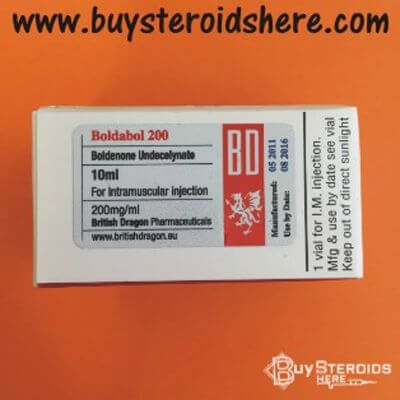 www.buysteroidshere.com
Boldabol 200
Boldenone Undecelynate
10ml
For intramuscular injection
200mg/ml
British Dragon Pharmaceuticals
www.britishdragon.eu
BD
Manufactured: 05 2011
Use by Date: 08 2016
1 vial for I.M. injection.
Mfg & use by date see vial
Keep out of direct sunlight
BUY STEROIDS
HERE